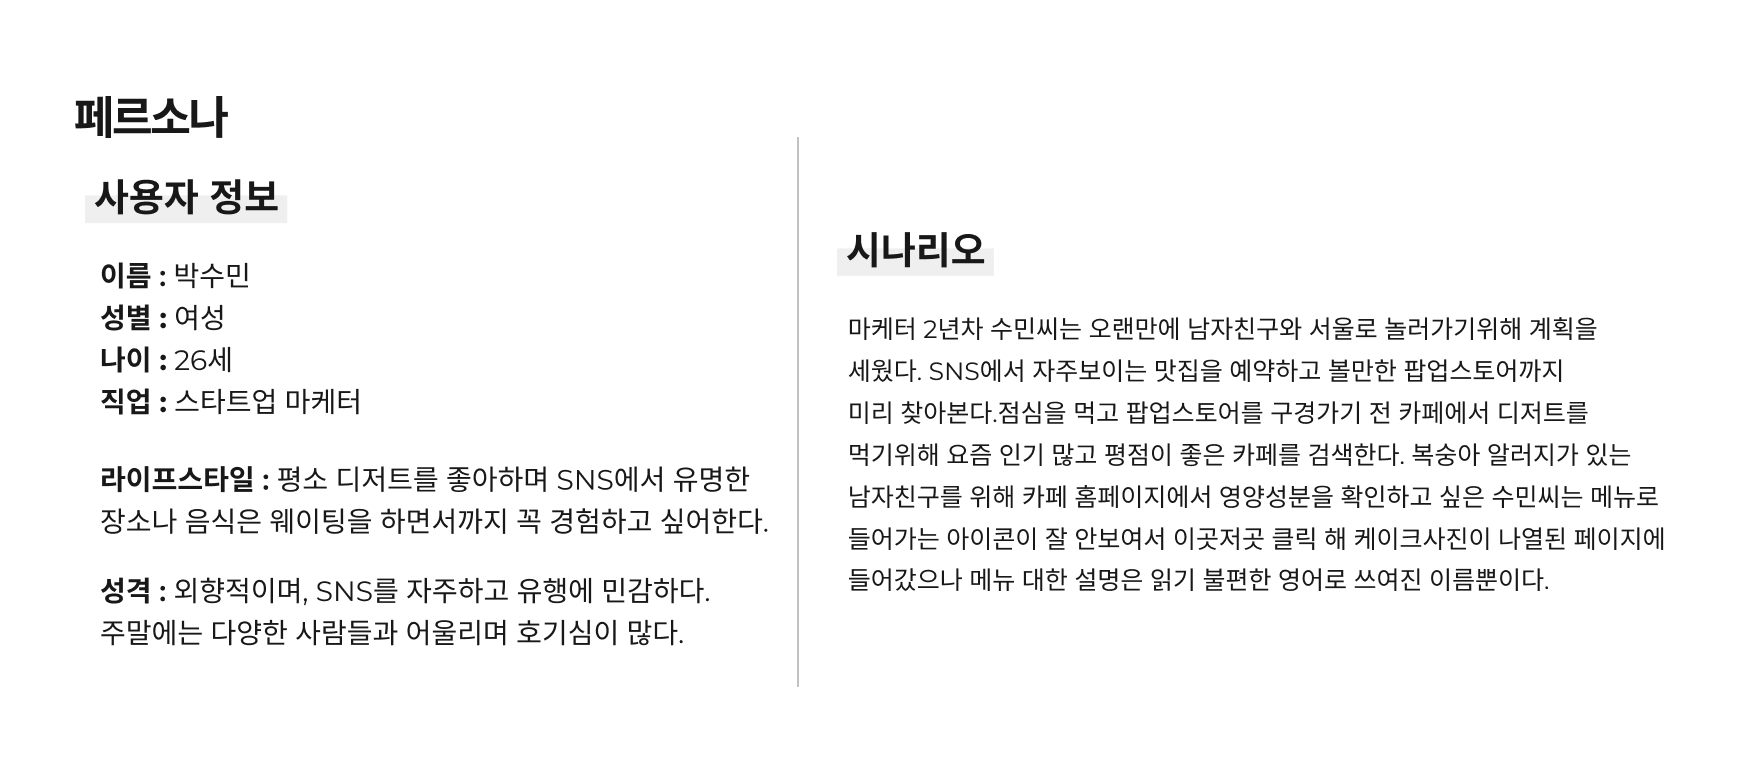 페르소나
사용자 정보
이름 : 박수민
성별 : 여성
나이 : 26세
직업 : 스타트업 마케터
라이프스타일 : 평소 디저트를 좋아하며 SNS에서 유명한
장소나 음식은 웨이팅을 하면서까지 꼭 경험하고 싶어한다.
성격 : 외향적이며, SNS를 자주하고 유행에 민감하다.
주말에는 다양한 사람들과 어울리며 호기심이 많다.
시나리오
마케터 2년차 수민씨는 오랜만에 남자친구와 서울로 놀러가기위해 계획을
세웠다. SNS에서 자주보이는 맛집을 예약하고 볼만한 팝업스토어까지
미리 찾아본다.점심을 먹고 팝업스토어를 구경가기 전 카페에서 디저트를
먹기위해 요즘 인기 많고 평점이 좋은 카페를 검색한다. 복숭아 알러지가 있는
남자친구를 위해 카페 홈페이지에서 영양성분을 확인하고 싶은 수민씨는 메뉴로
들어가는 아이콘이 잘 안보여서 이곳저곳 클릭 해 케이크사진이 나열된 페이지에
들어갔으나 메뉴 대한 설명은 읽기 불편한 영어로 쓰여진 이름뿐이다.